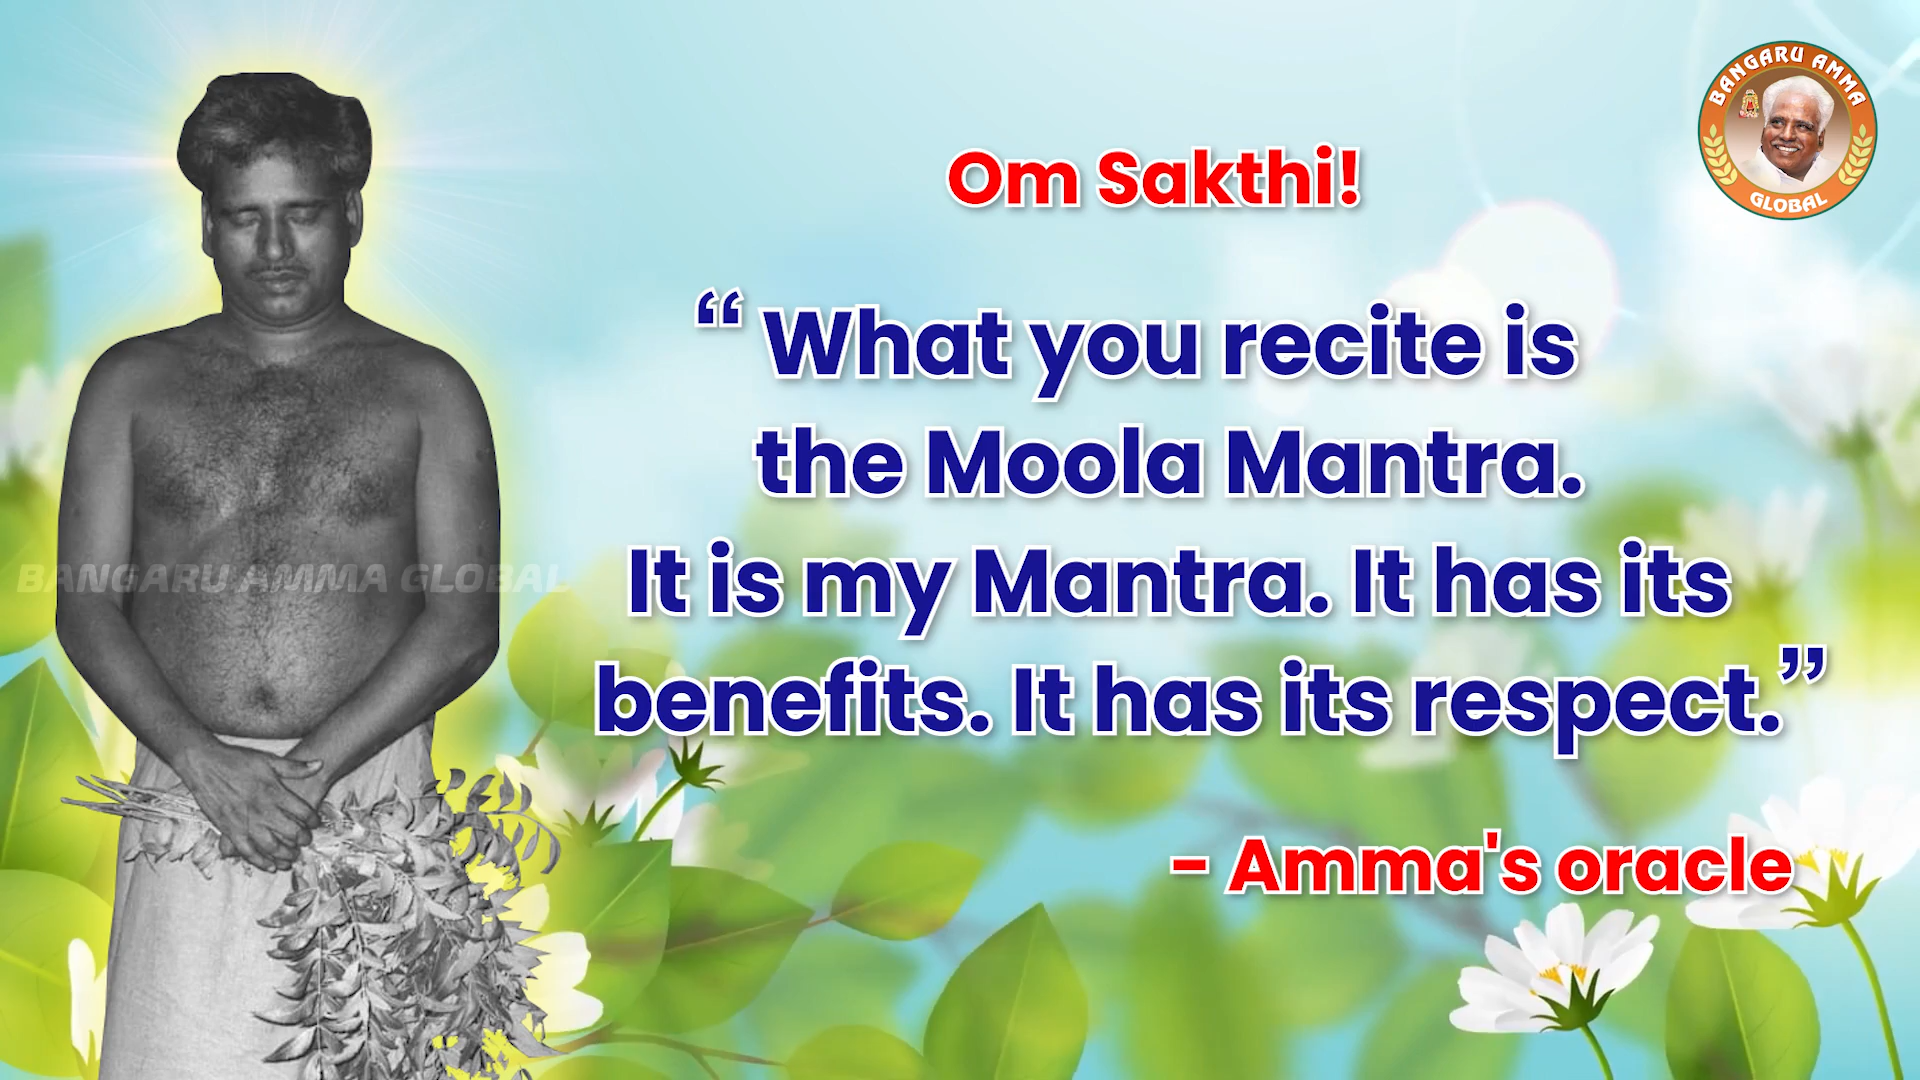 BANGARU AMMA
GLOBAL
Om Sakthi!
“ What you recite is
the Moola Mantra.
It is my Mantra. It has its
benefits. It has its respect.”
- Amma's oracle
BANGARU AMMA GLOBAL